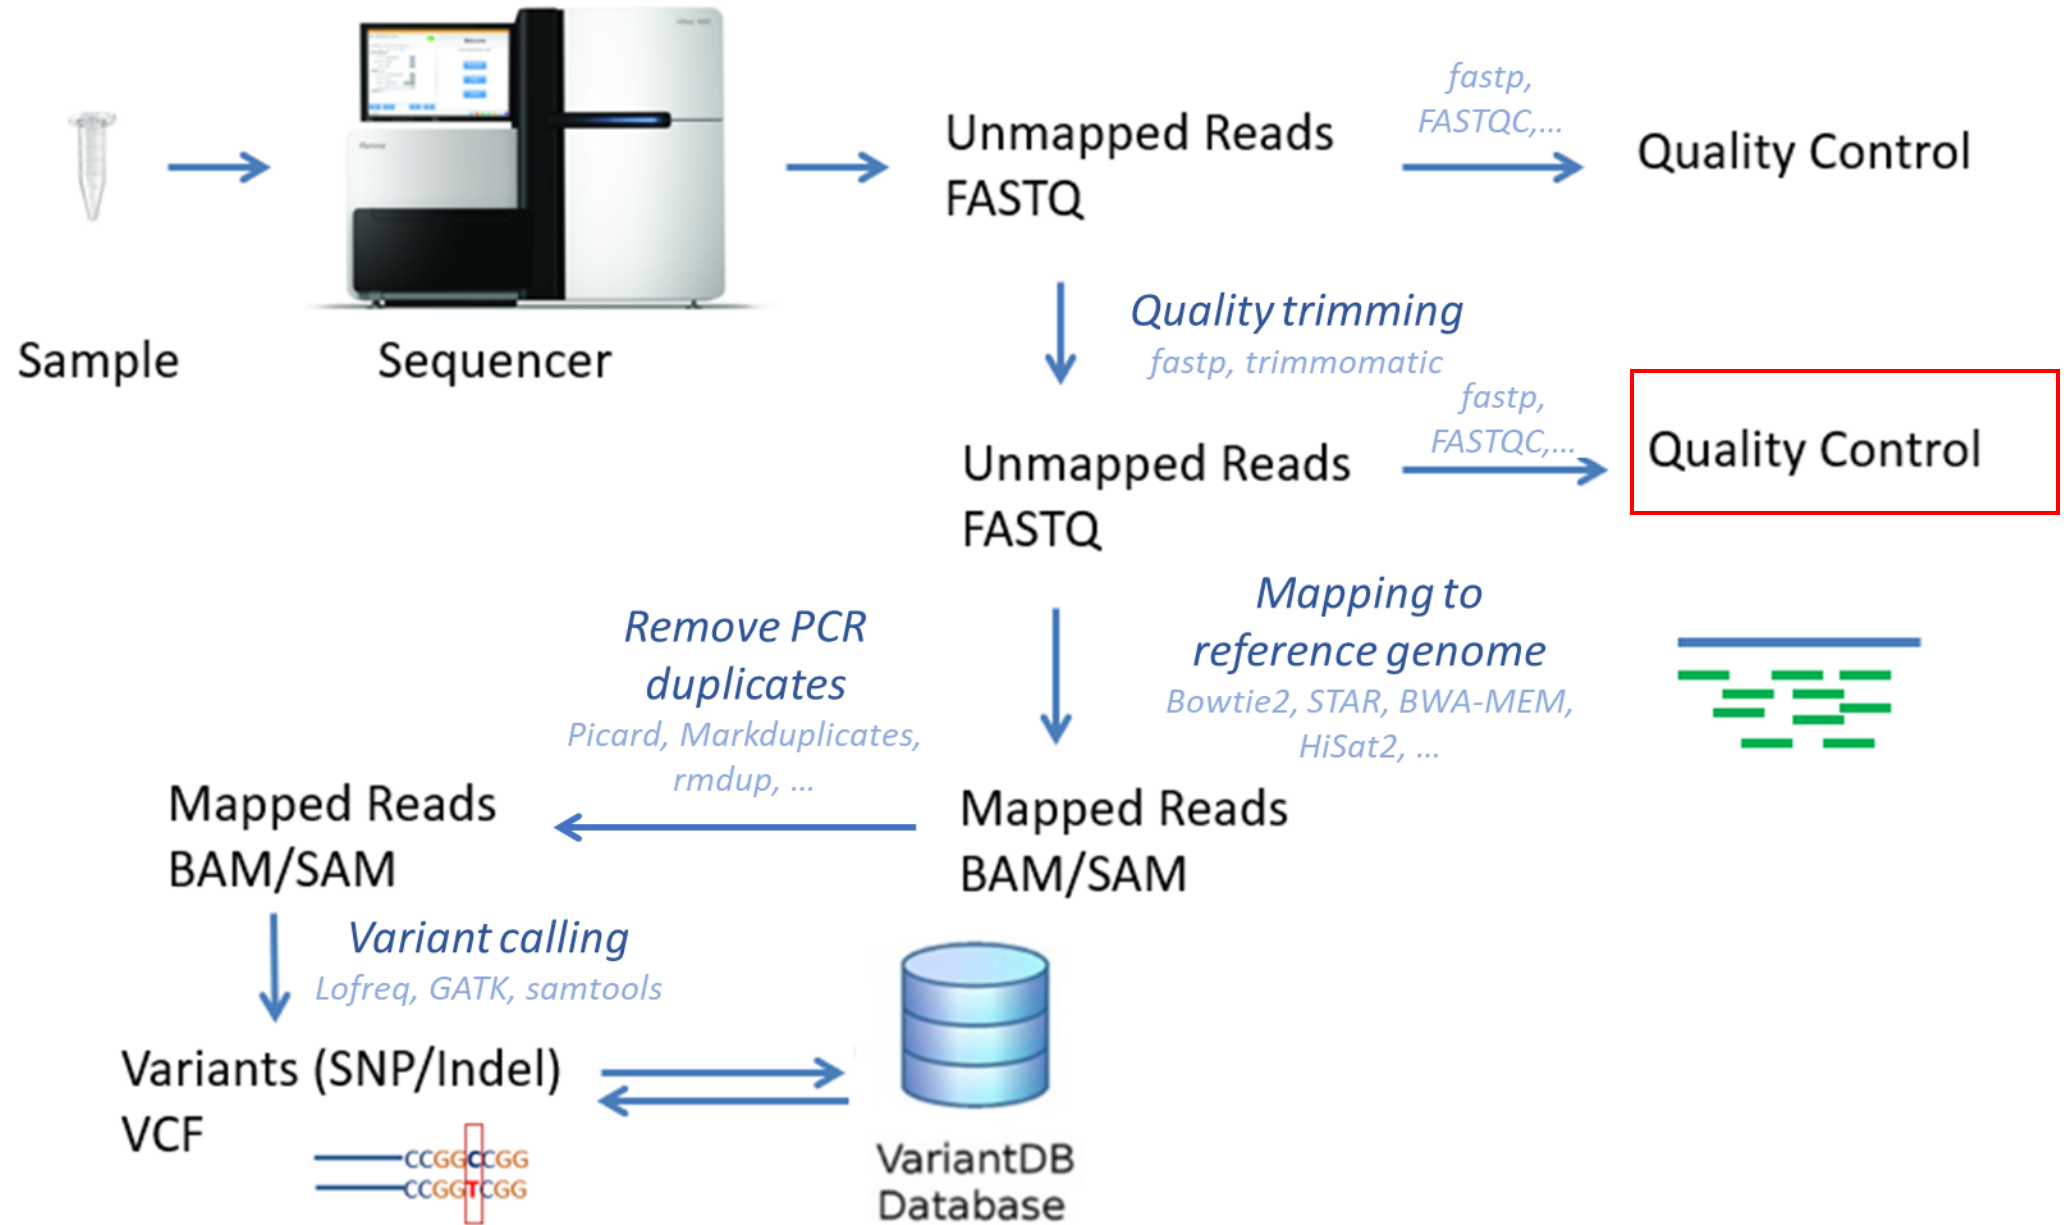 fastp,
FASTQC,...
Unmapped Reads
FASTQ
Quality Control
Sample
Sequencer
Quality trimming
fastp, trimmomatic
fastp,
FASTQC,...
Unmapped Reads
FASTQ
Quality Control
Mapping to
reference genome
Bowtie2, STAR, BWA-MEM,
HiSat2, ...
Remove PCR
duplicates
Picard, Markduplicates,
rmdup, ...
Mapped Reads
BAM/SAM
Mapped Reads
BAM/SAM
Variant calling
Lofreq, GATK, samtools
Variants (SNP/Indel)
VCF
CCGGCCGG
CCGGTCGG
VariantDB
Database